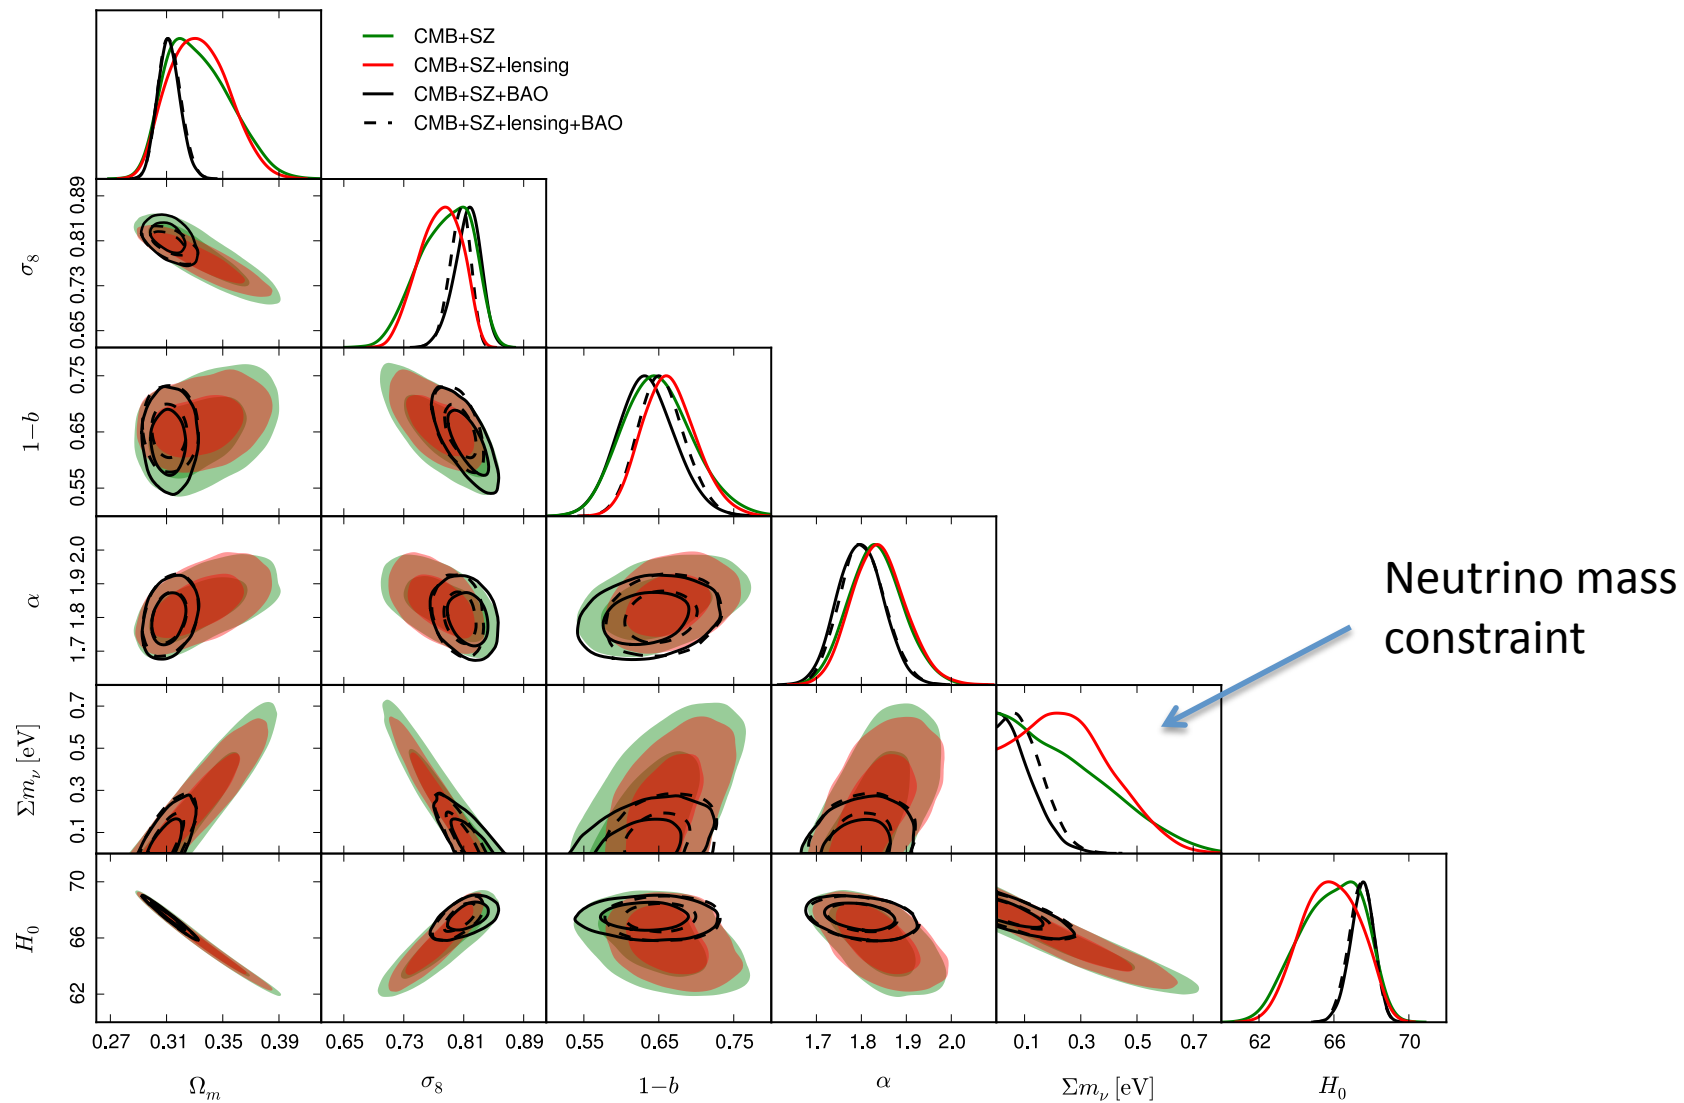 CMB+SZ
CMB+SZ+lensing
CMB+SZ+BAO
CMB+SZ+lensing+BAO
0.89
0.81
0.73
0.65
σ₈
0.75
0.65
0.55
1−b
2.0
1.9
1.8
1.7
α
Neutrino mass
constraint
0.7
0.5
0.3
0.1
Σmν [eV]
70
66
62
H₀
0.27 0.31 0.35 0.39 0.65 0.73 0.81 0.89 0.55 0.65 0.75 1.7 1.8 1.9 2.0 0.1 0.3 0.5 0.7 62 66 70
Ωm σ₈ 1−b α Σmν [eV] H₀